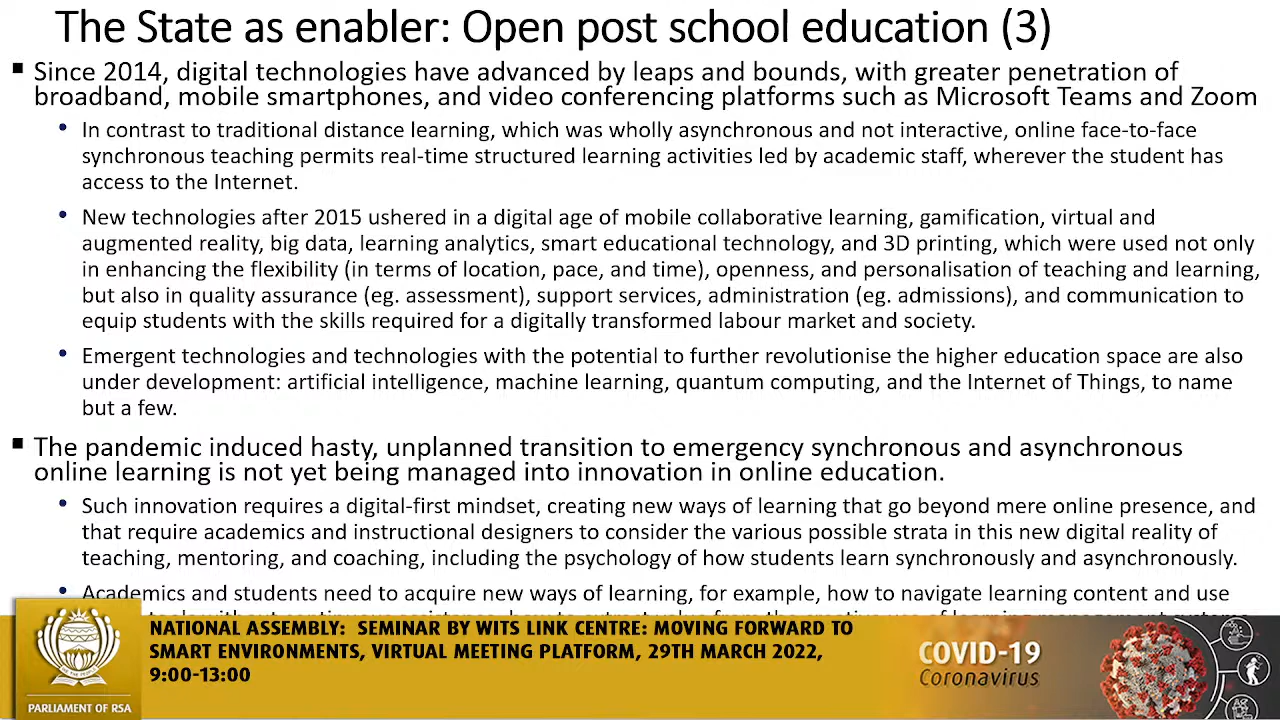 The State as enabler: Open post school education (3)
▪ Since 2014, digital technologies have advanced by leaps and bounds, with greater penetration of
broadband, mobile smartphones, and video conferencing platforms such as Microsoft Teams and Zoom
• In contrast to traditional distance learning, which was wholly asynchronous and not interactive, online face-to-face
synchronous teaching permits real-time structured learning activities led by academic staff, wherever the student has
access to the Internet.
• New technologies after 2015 ushered in a digital age of mobile collaborative learning, gamification, virtual and
augmented reality, big data, learning analytics, smart educational technology, and 3D printing, which were used not only
in enhancing the flexibility (in terms of location, pace, and time), openness, and personalisation of teaching and learning,
but also in quality assurance (eg. assessment), support services, administration (eg. admissions), and communication to
equip students with the skills required for a digitally transformed labour market and society.
• Emergent technologies and technologies with the potential to further revolutionise the higher education space are also
under development: artificial intelligence, machine learning, quantum computing, and the Internet of Things, to name
but a few.
▪ The pandemic induced hasty, unplanned transition to emergency synchronous and asynchronous
online learning is not yet being managed into innovation in online education.
• Such innovation requires a digital-first mindset, creating new ways of learning that go beyond mere online presence, and
that require academics and instructional designers to consider the various possible strata in this new digital reality of
teaching, mentoring, and coaching, including the psychology of how students learn synchronously and asynchronously.
• Academics and students need to acquire new ways of learning, for example, how to navigate learning content and use
NATIONAL ASSEMBLY: SEMINAR BY WITS LINK CENTRE: MOVING FORWARD TO
SMART ENVIRONMENTS, VIRTUAL MEETING PLATFORM, 29TH MARCH 2022,
9:00-13:00
COVID-19
Coronavirus
PARLIAMENT OF RSA